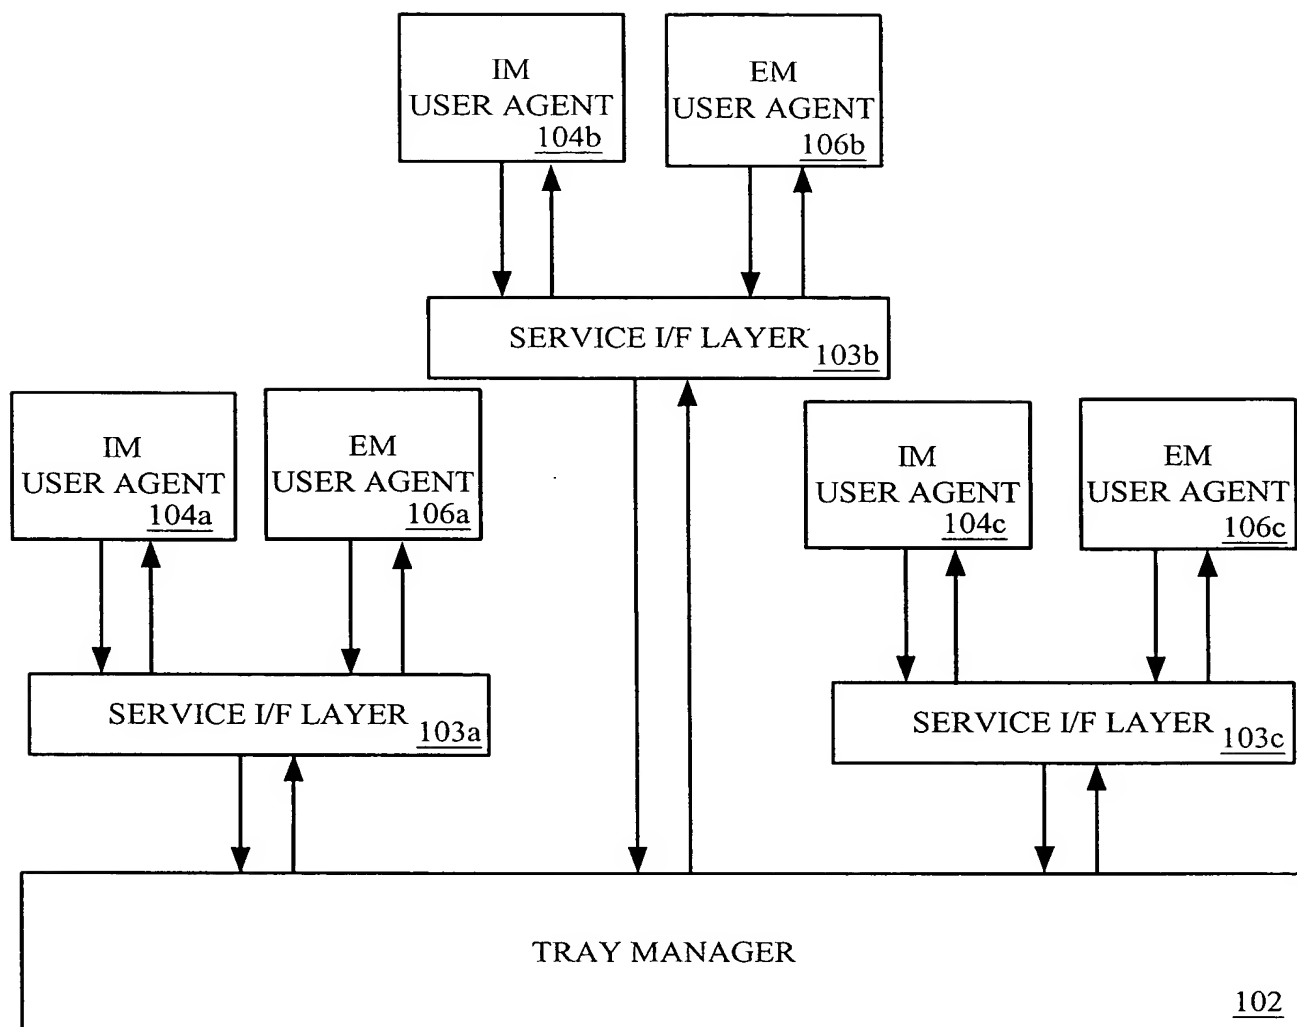 IM
USER AGENT
104b
EM
USER AGENT
106b
SERVICE I/F LAYER
103b
IM
USER AGENT
104a
EM
USER AGENT
106a
IM
USER AGENT
104c
EM
USER AGENT
106c
SERVICE I/F LAYER
103a
SERVICE I/F LAYER
103c
TRAY MANAGER
102